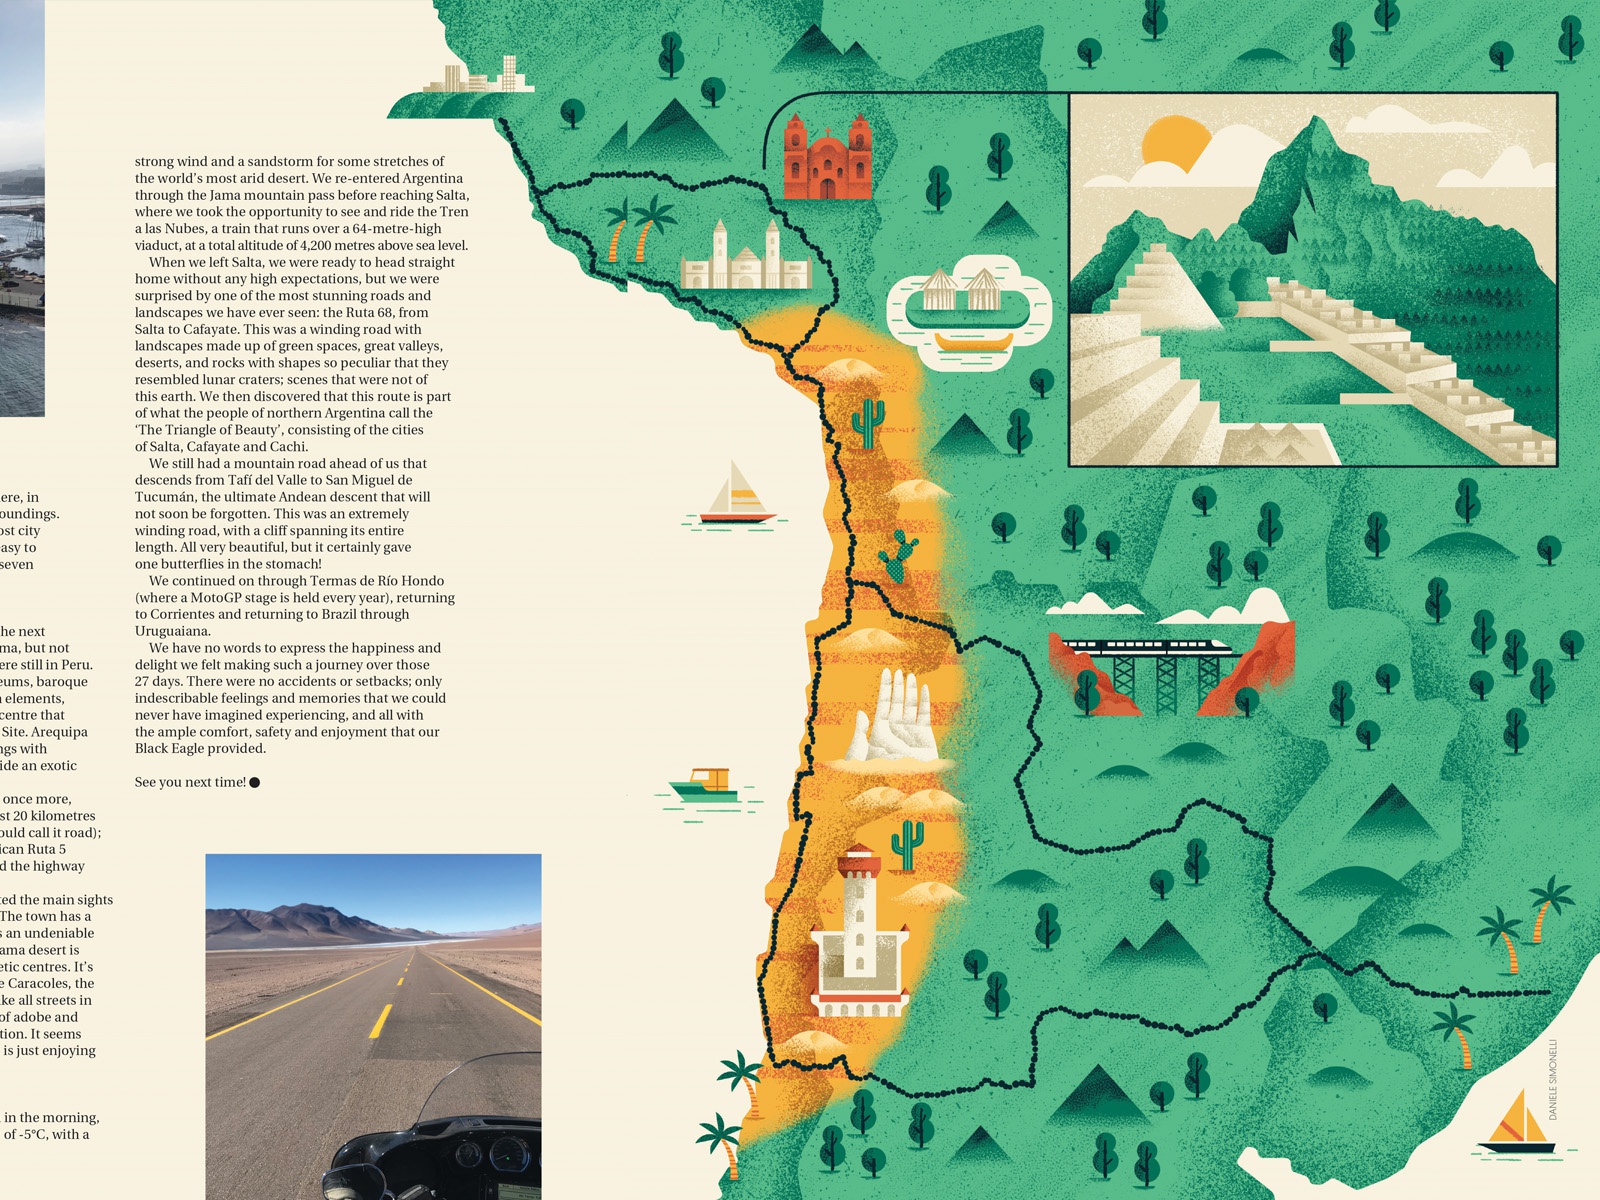 ere, in
oundings.
ost city
easy to
seven
he next
ma, but not
ere still in Peru.
eums, baroque
n elements,
centre that
Site. Arequipa
ngs with
ide an exotic
once more,
st 20 kilometres
ould call it road);
ican Ruta 5
d the highway
ted the main sights
The town has a
s an undeniable
ama desert is
etic centres. It's
e Caracoles, the
ike all streets in
of adobe and
tion. It seems
is just enjoying
in the morning,
of -5°C, with a
strong wind and a sandstorm for some stretches of
the world's most arid desert. We re-entered Argentina
through the Jama mountain pass before reaching Salta,
where we took the opportunity to see and ride the Tren
a las Nubes, a train that runs over a 64-metre-high
viaduct, at a total altitude of 4,200 metres above sea level.
When we left Salta, we were ready to head straight
home without any high expectations, but we were
surprised by one of the most stunning roads and
landscapes we have ever seen: the Ruta 68, from
Salta to Cafayate. This was a winding road with
landscapes made up of green spaces, great valleys,
deserts, and rocks with shapes so peculiar that they
resembled lunar craters; scenes that were not of
this earth. We then discovered that this route is part
of what the people of northern Argentina call the
‘The Triangle of Beauty’, consisting of the cities
of Salta, Cafayate and Cachi.
We still had a mountain road ahead of us that
descends from Tafí del Valle to San Miguel de
Tucumán, the ultimate Andean descent that will
not soon be forgotten. This was an extremely
winding road, with a cliff spanning its entire
length. All very beautiful, but it certainly gave
one butterflies in the stomach!
We continued on through Termas de Río Hondo
(where a MotoGP stage is held every year), returning
to Corrientes and returning to Brazil through
Uruguaiana.
We have no words to express the happiness and
delight we felt making such a journey over those
27 days. There were no accidents or setbacks; only
indescribable feelings and memories that we could
never have imagined experiencing, and all with
the ample comfort, safety and enjoyment that our
Black Eagle provided.
See you next time!
DANIELE SIMONELLI